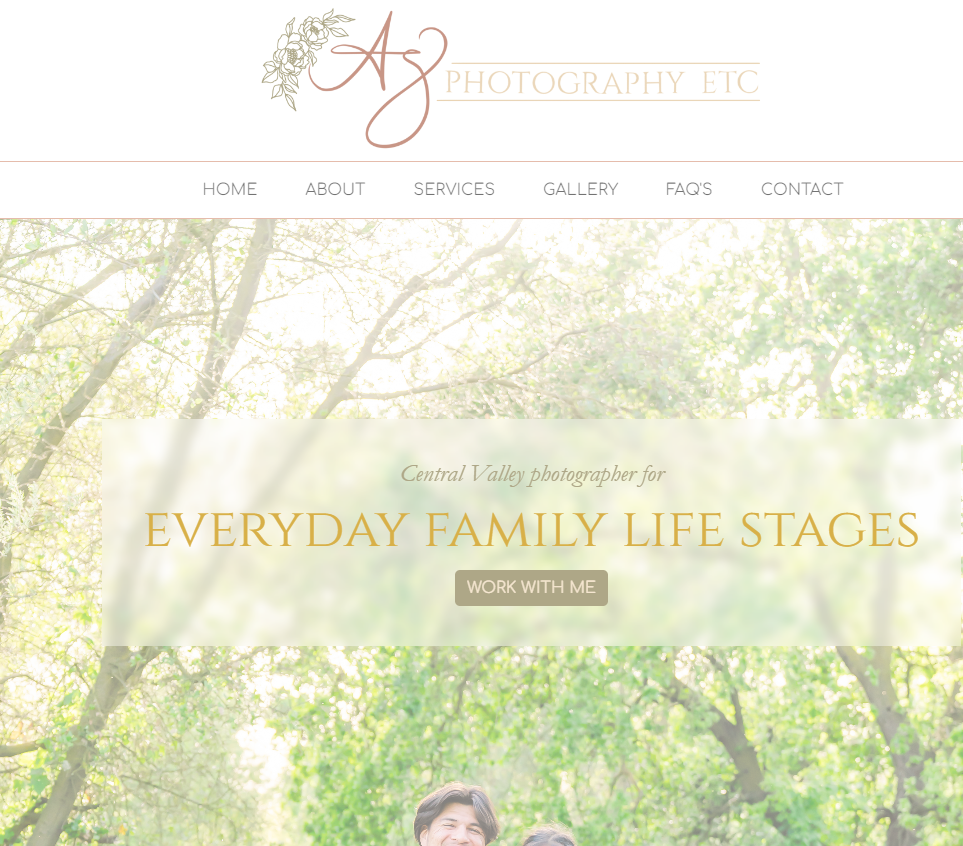 Az PHOTOGRAPHY ETC
HOME ABOUT SERVICES GALLERY FAQ'S CONTACT
Central Valley photographer for
EVERYDAY FAMILY LIFE STAGES
WORK WITH ME